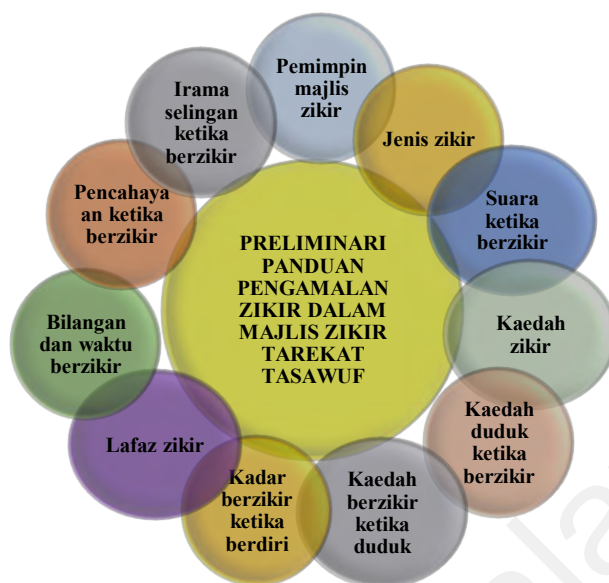 Pemimpin
majlis
zikir
Jenis zikir
Suara
ketika
berzikir
Kaedah
zikir
Kaedah
duduk
ketika
berzikir
Kaedah
berzikir
ketika
duduk
Kadar
berzikir
ketika
berdiri
Lafaz zikir
Bilangan
dan waktu
berzikir
Pencahaya
an ketika
berzikir
Irama
selingan
ketika
berzikir
PRELIMINARI
PANDUAN
PENGAMALAN
ZIKIR DALAM
MAJLIS ZIKIR
TAREKAT
TASAWUF